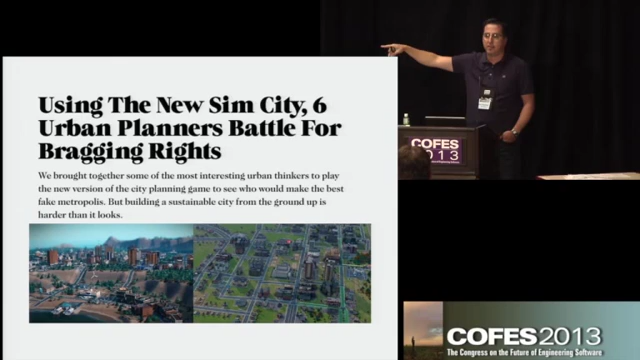 Using The New Sim City, 6
Urban Planners Battle For
Bragging Rights
We brought together some of the most interesting urban thinkers to play
the new version of the city planning game to see who would make the best
fake metropolis. But building a sustainable city from the ground up is
harder than it looks.
COFES
2013
COFES2013
The Congress on the Future of Engineering Software